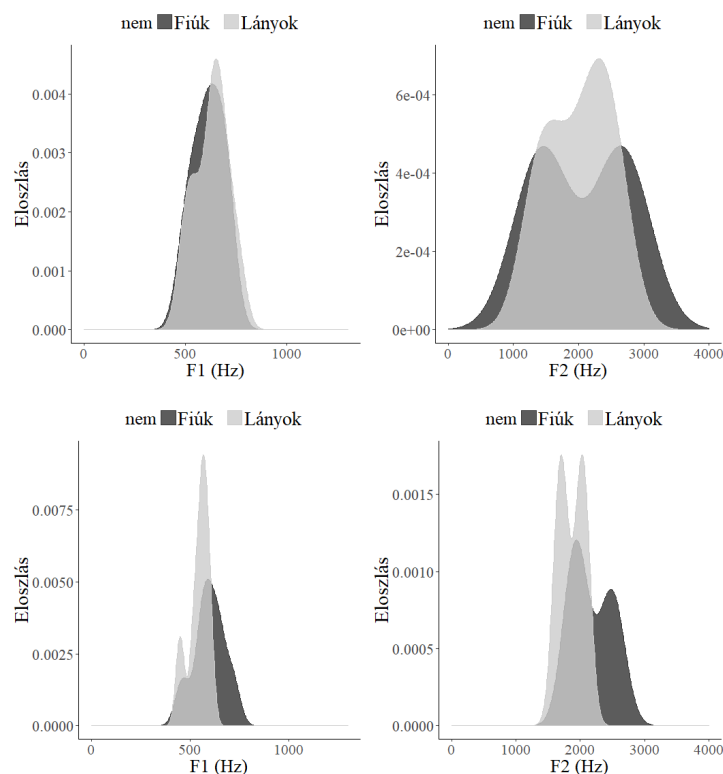 nem Fiúk Lányok
Eloszlás
0.004
0.003
0.002
0.001
0.000
0 500 1000
F1 (Hz)
nem Fiúk Lányok
Eloszlás
6e-04
4e-04
2e-04
0e+00
0 1000 2000 3000 4000
F2 (Hz)
nem Fiúk Lányok
Eloszlás
0.0075
0.0050
0.0025
0.0000
0 500 1000
F1 (Hz)
nem Fiúk Lányok
Eloszlás
0.0015
0.0010
0.0005
0.0000
0 1000 2000 3000 4000
F2 (Hz)